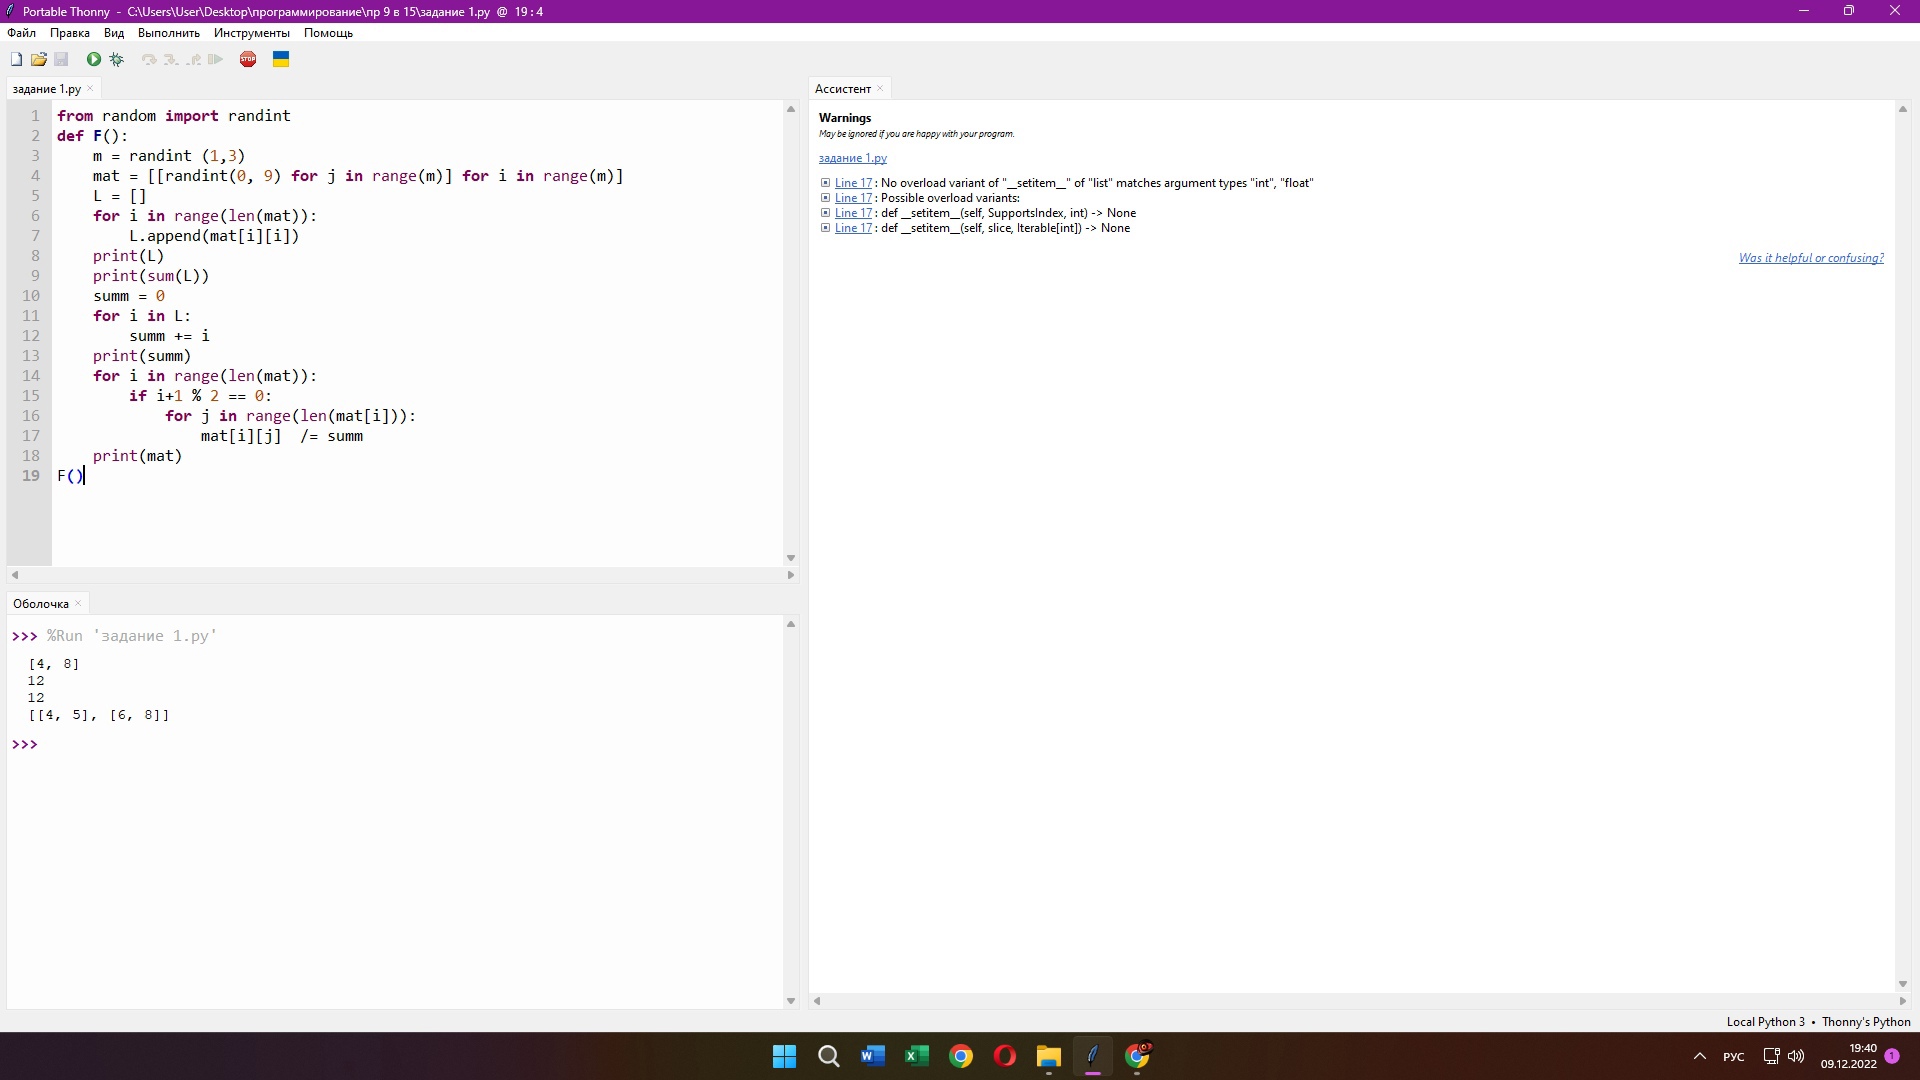 Portable Thonny - C:\Users\User\Desktop\программирование\пр 9 в 15\задание 1.py @ 19 : 4
Файл Правка Вид Выполнить Инструменты Помощь
STOP
задание 1.py ×
1 from random import randint
2 def F():
3     m = randint (1,3)
4     mat = [[randint(0, 9) for j in range(m)] for i in range(m)]
5     L = []
6     for i in range(len(mat)):
7         L.append(mat[i][i])
8     print(L)
9     print(sum(L))
10     summ = 0
11     for i in L:
12         summ += i
13     print(summ)
14     for i in range(len(mat)):
15         if i+1 % 2 == 0:
16             for j in range(len(mat[i])):
17                 mat[i][j]  /= summ
18     print(mat)
19 F()
Оболочка ×
>>> %Run 'задание 1.py'
[4, 8]
12
12
[[4, 5], [6, 8]]
>>>
Ассистент ×
Warnings
May be ignored if you are happy with your program.
задание 1.py
Line 17 : No overload variant of "__setitem__" of "list" matches argument types "int", "float"
Line 17 : Possible overload variants:
Line 17 : def __setitem__(self, SupportsIndex, int) -> None
Line 17 : def __setitem__(self, slice, Iterable[int]) -> None
Was it helpful or confusing?
Local Python 3 • Thonny's Python
РУС
19:40
09.12.2022
1